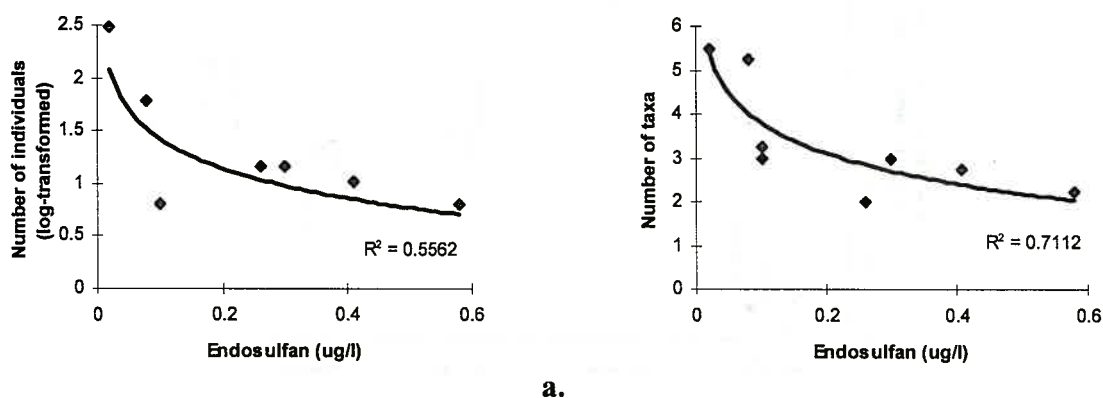 2.5
2
1.5
1
0.5
0
0
0.2
0.4
0.6
Number of individuals
(log-transformed)
R² = 0.5562
Endosulfan (ug/l)
6
5
4
3
2
1
0
0
0.2
0.4
0.6
Number of taxa
R² = 0.7112
Endosulfan (ug/l)
a.